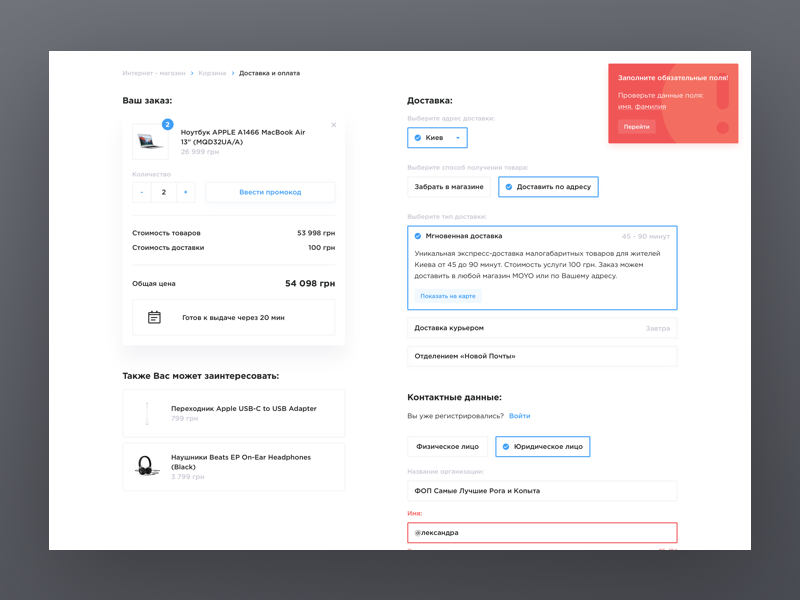 Интернет - магазин > Корзина > Доставка и оплата
Заполните обязательные поля!
Проверьте данные поля:
имя, фамилия
Перейти
Ваш заказ:
2
Ноутбук APPLE A1466 MacBook Air
13" (MQD32UA/A)
26 999 грн
Количество
- 2 +
Ввести промокод
Стоимость товаров 53 998 грн
Стоимость доставки 100 грн
Общая цена 54 098 грн
Готов к выдаче через 20 мин
Также Вас может заинтересовать:
Переходник Apple USB-C to USB Adapter
799 грн
Наушники Beats EP On-Ear Headphones
(Black)
3 799 грн
Доставка:
Выберите адрес доставки:
Киев
Выберите способ получения товара:
Забрать в магазине
Доставить по адресу
Выберите тип доставки:
Мгновенная доставка 45 - 90 минут
Уникальная экспресс-доставка малогабаритных товаров для жителей
Киева от 45 до 90 минут. Стоимость услуги 100 грн. Заказ можем
доставить в любой магазин MOYO или по Вашему адресу.
Показать на карте
Доставка курьером Завтра
Отделением «Новой Почты»
Контактные данные:
Вы уже регистрировались? Войти
Физическое лицо
Юридическое лицо
Название организации:
ФОП Самые Лучшие Рога и Копыта
Имя:
@лександра